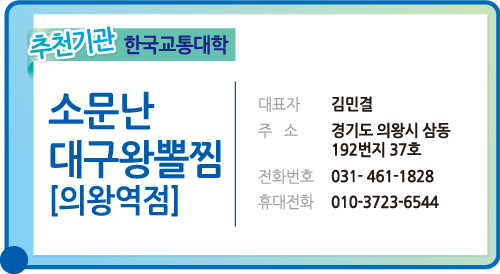 추천기관 한국교통대학
소문난
대구왕뽈찜
[의왕역점]
대표자 김민결
주 소 경기도 의왕시 삼동
192번지 37호
전화번호 031- 461-1828
휴대전화 010-3723-6544